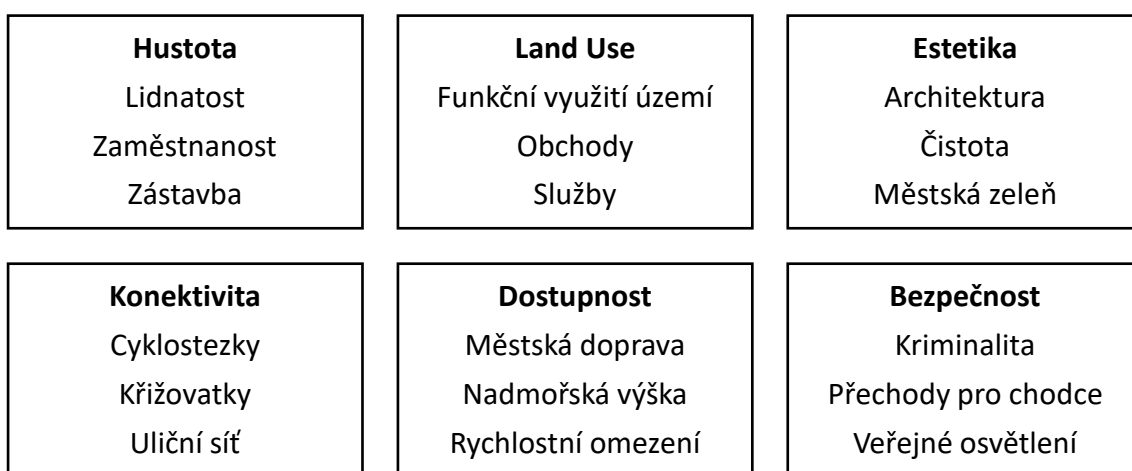 Hustota
Lidnatost
Zaměstnanost
Zástavba
Land Use
Funkční využití území
Obchody
Služby
Estetika
Architektura
Čistota
Městská zeleň
Konektivita
Cyklostezky
Křižovatky
Uliční síť
Dostupnost
Městská doprava
Nadmořská výška
Rychlostní omezení
Bezpečnost
Kriminalita
Přechody pro chodce
Veřejné osvětlení